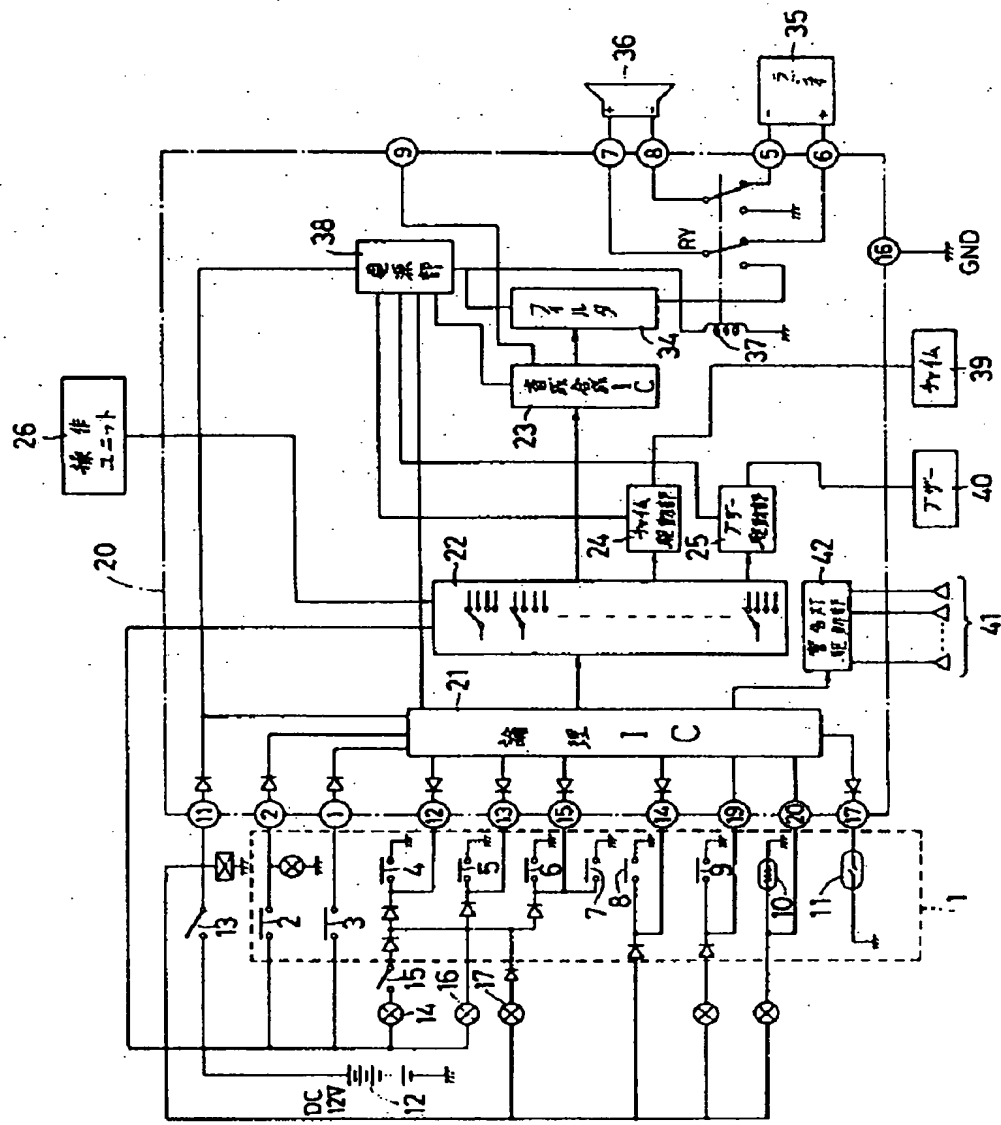 26
操作
ユニット
20
38
電源部
9
36
+
-
7
8
35
ラジオ
-
+
5
6
RY
16
GND
フィルタ
34
37
音声合成IC
23
チャイム
39
ブザー
40
チャイム
駆動部
24
ブザー
駆動部
25
22
警告灯
駆動部
42
41
21
論理IC
11
2
1
12
13
15
14
19
20
17
13
2
3
4
5
6
7
8
9
10
11
1
15
14
16
17
DC
12V
12